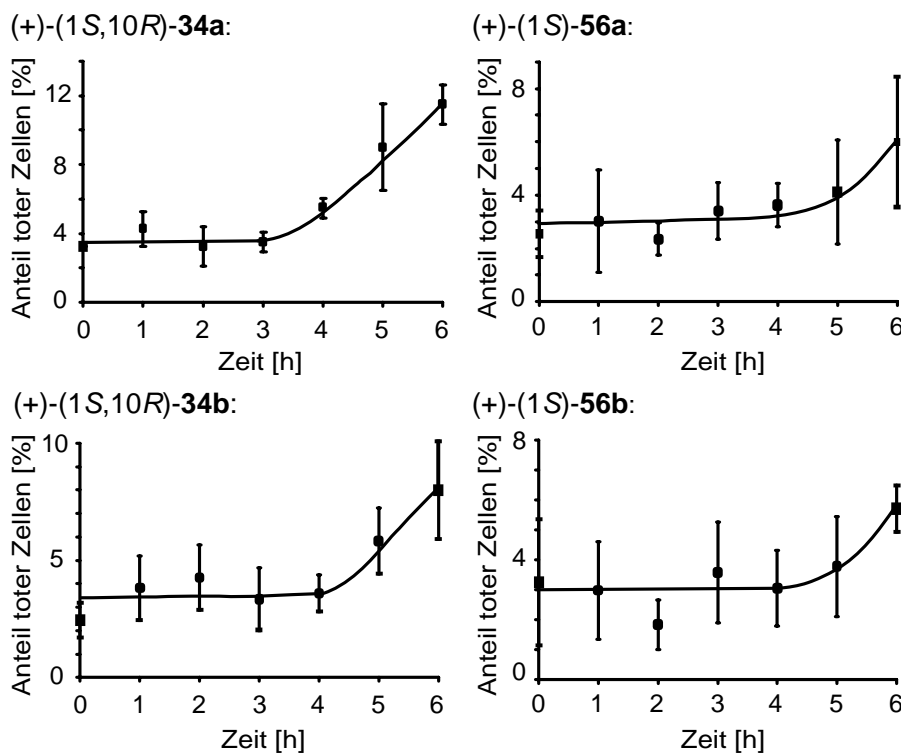 (+)-(1S,10R)-34a:
Anteil toter Zellen [%]
12
8
4
0
0 1 2 3 4 5 6
Zeit [h]
(+)-(1S)-56a:
Anteil toter Zellen [%]
8
4
0
0 1 2 3 4 5 6
Zeit [h]
(+)-(1S,10R)-34b:
Anteil toter Zellen [%]
10
5
0
0 1 2 3 4 5 6
Zeit [h]
(+)-(1S)-56b:
Anteil toter Zellen [%]
8
4
0
0 1 2 3 4 5 6
Zeit [h]